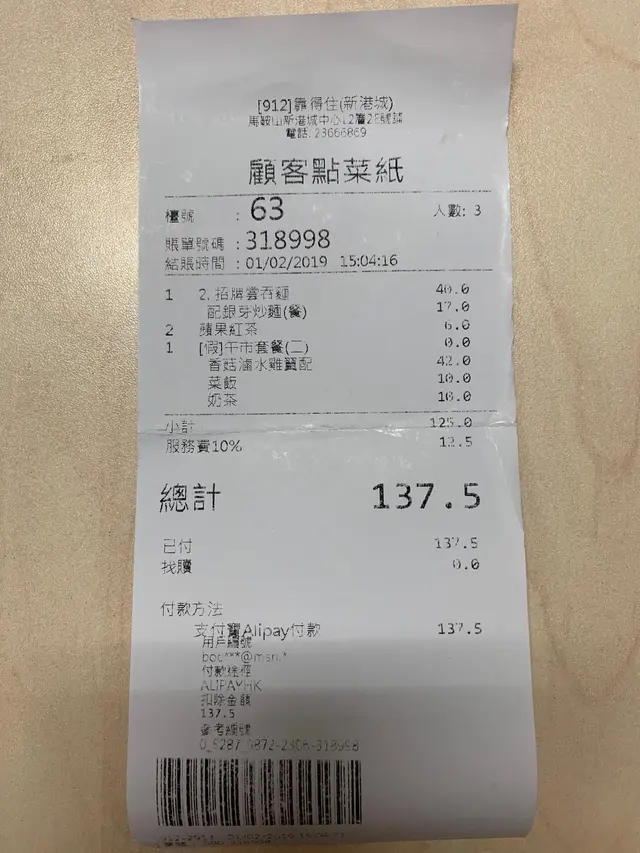 [912]靠得住(新港城)
馬鞍山新港城中心L2層28號舖
電話: 23666869
顧客點菜紙
檯號 : 63 人數: 3
賬單號碼 : 318998
結賬時間 : 01/02/2019 15:04:16
1 2. 招牌雲吞麵 40.0
配銀芽炒麵(餐) 17.0
2 蘋果紅茶 6.0
1 [假]午市套餐(二) 0.0
香菇滷水雞翼配 42.0
菜飯 10.0
奶茶 10.0
小計 125.0
服務費10% 12.5
總計 137.5
已付 137.5
找贖 0.0
付款方法
支付寶Alipay付款 137.5
用戶編號
boc***@msn.*
付款途徑
ALIPAYHK
扣除金額
137.5
參考編號